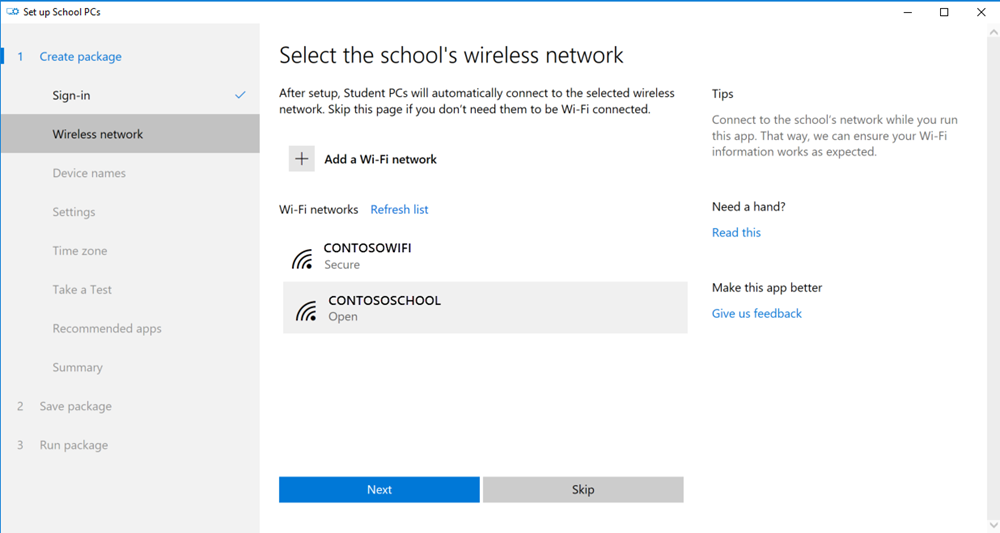 Set up School PCs
1 Create package
Sign-in
Wireless network
Device names
Settings
Time zone
Take a Test
Recommended apps
Summary
2 Save package
3 Run package
Select the school's wireless network
After setup, Student PCs will automatically connect to the selected wireless
network. Skip this page if you don't need them to be Wi-Fi connected.
Add a Wi-Fi network
Wi-Fi networks Refresh list
CONTOSOWIFI
Secure
CONTOSOSCHOOL
Open
Next Skip
Tips
Connect to the school's network while you run
this app. That way, we can ensure your Wi-Fi
information works as expected.
Need a hand?
Read this
Make this app better
Give us feedback